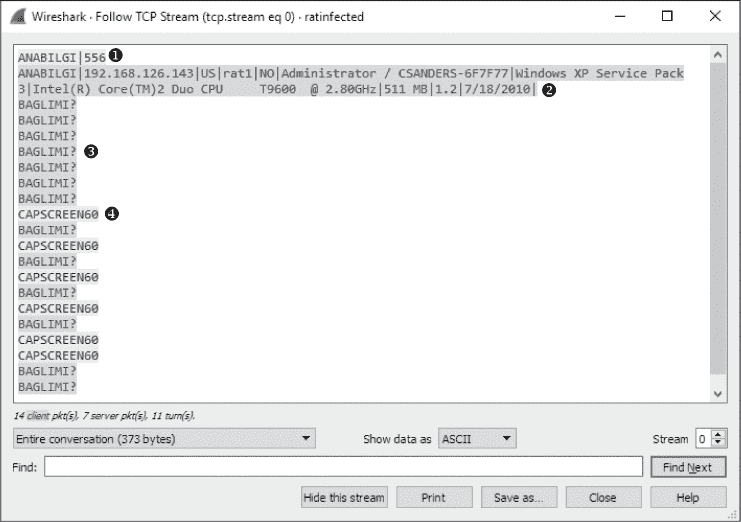 Wireshark · Follow TCP Stream (tcp.stream eq 0) · ratinfected
ANABILGI|556 ❶
ANABILGI|192.168.126.143|US|rat1|NO|Administrator / CSANDERS-6F7F77|Windows XP Service Pack
3|Intel(R) Core(TM)2 Duo CPU     T9600  @ 2.80GHz|511 MB|1.2|7/18/2010| ❷
BAGLIMI?
BAGLIMI?
BAGLIMI?
BAGLIMI? ❸
BAGLIMI?
BAGLIMI?
BAGLIMI?
CAPSCREEN60 ❹
BAGLIMI?
CAPSCREEN60
BAGLIMI?
CAPSCREEN60
BAGLIMI?
CAPSCREEN60
BAGLIMI?
CAPSCREEN60
CAPSCREEN60
BAGLIMI?
BAGLIMI?
14 client pkt(s), 7 server pkt(s), 11 turn(s).
Entire conversation (373 bytes) Show data as ASCII Stream 0
Find: Find Next
Hide this stream Print Save as... Close Help